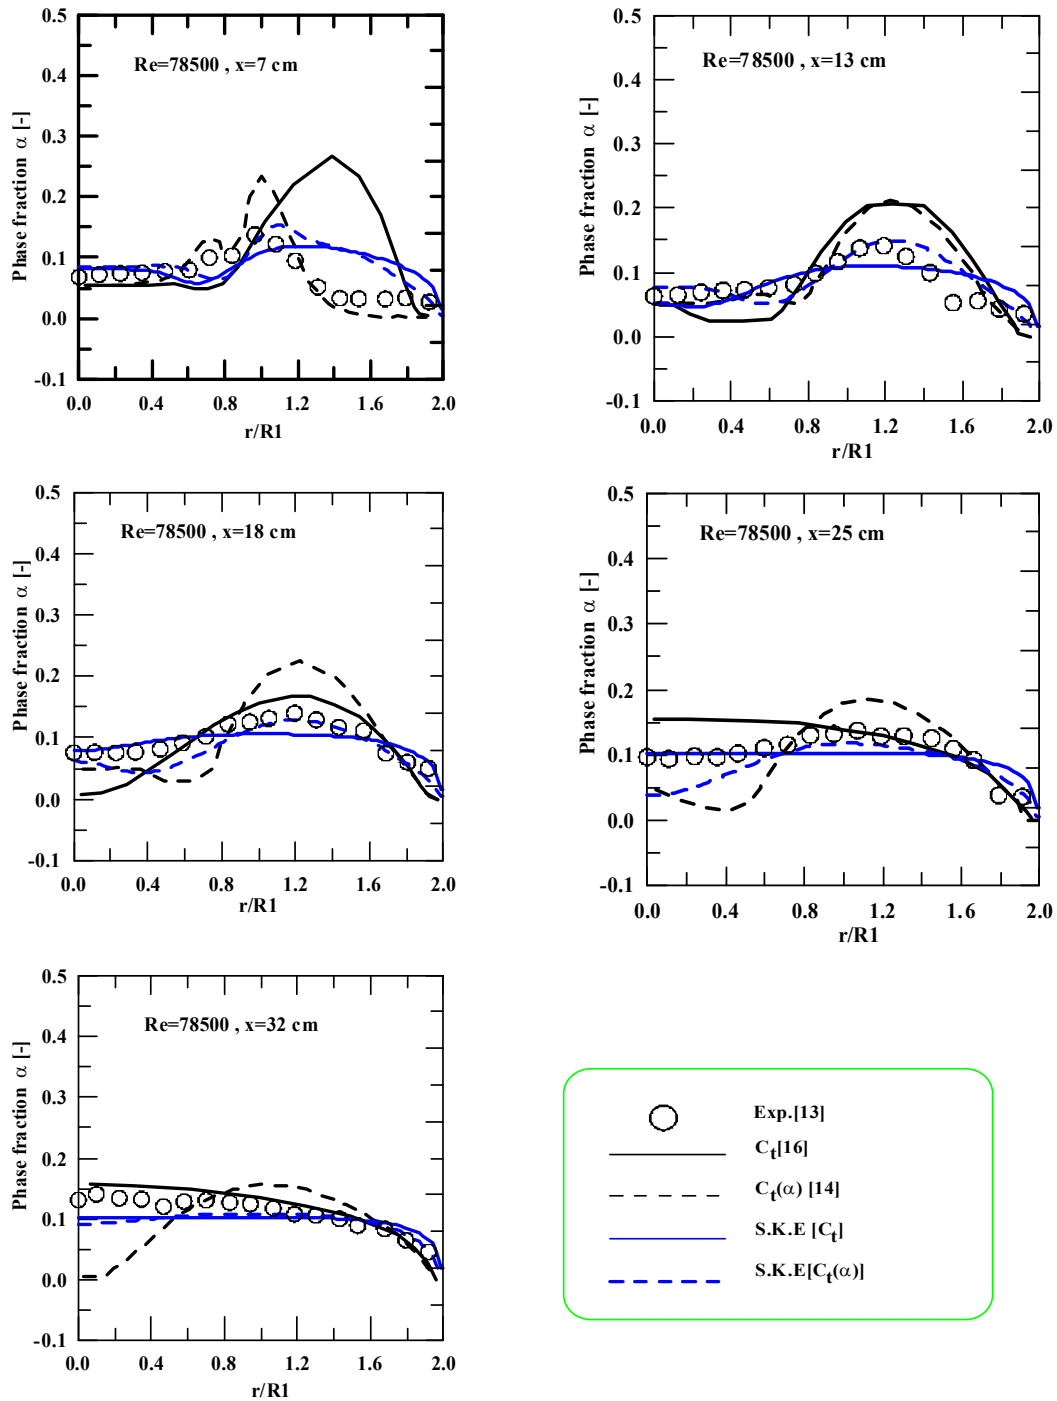 0.5
0.4
0.3
0.2
0.1
0.0
-0.1
Phase fraction α [-]
Re=78500 , x=7 cm
0.0 0.4 0.8 1.2 1.6 2.0
r/R1
0.5
0.4
0.3
0.2
0.1
0.0
-0.1
Phase fraction α [-]
Re=78500 , x=13 cm
0.0 0.4 0.8 1.2 1.6 2.0
r/R1
0.5
0.4
0.3
0.2
0.1
0.0
-0.1
Phase fraction α [-]
Re=78500 , x=18 cm
0.0 0.4 0.8 1.2 1.6 2.0
r/R1
0.5
0.4
0.3
0.2
0.1
0.0
-0.1
Phase fraction α [-]
Re=78500 , x=25 cm
0.0 0.4 0.8 1.2 1.6 2.0
r/R1
0.5
0.4
0.3
0.2
0.1
0.0
-0.1
Phase fraction α [-]
Re=78500 , x=32 cm
0.0 0.4 0.8 1.2 1.6 2.0
r/R1
Exp.[13]
Ct[16]
Ct(α) [14]
S.K.E [Ct]
S.K.E[Ct(α)]